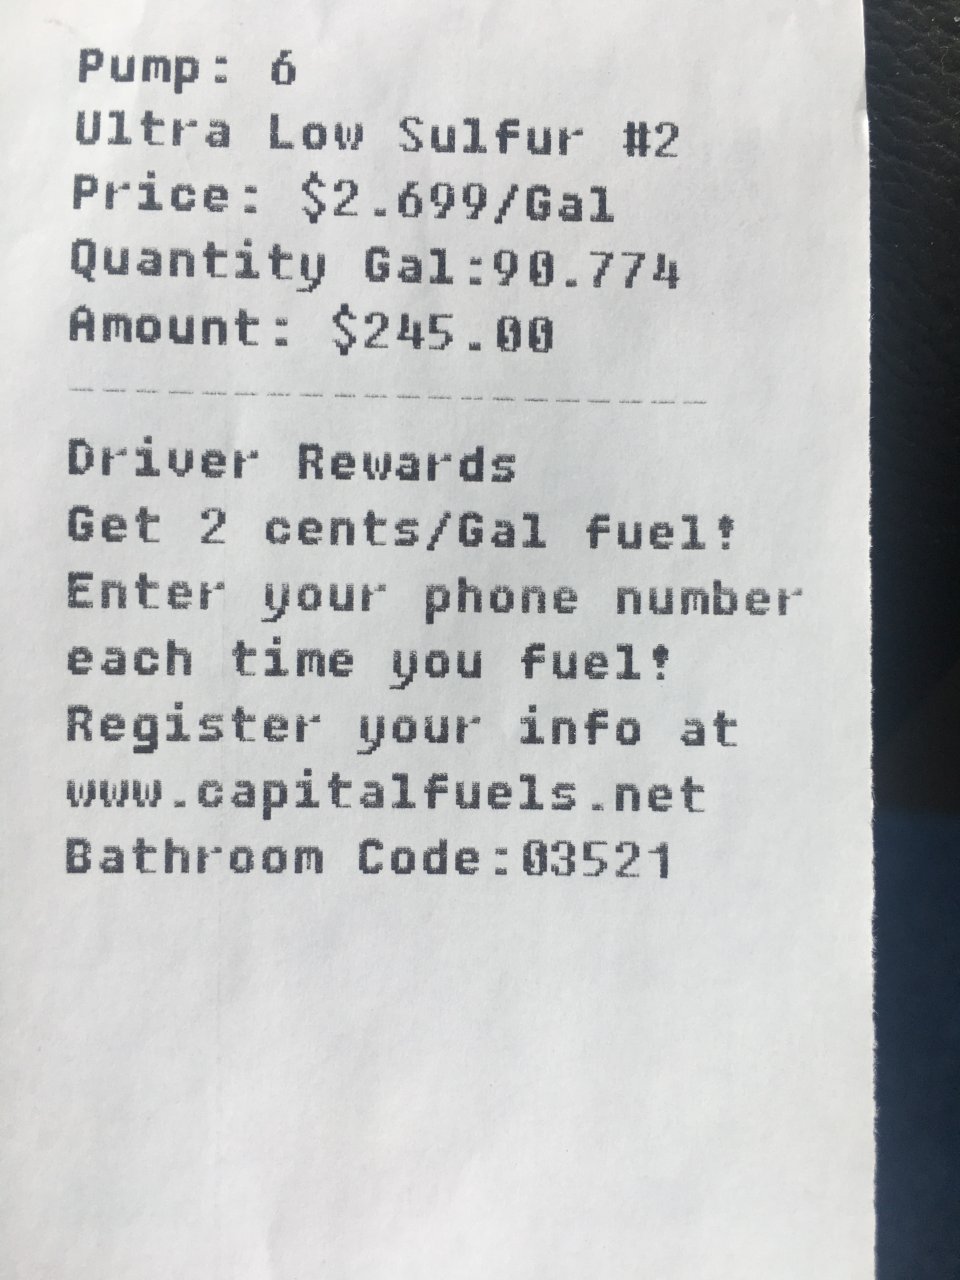 Pump: 6
Ultra Low Sulfur #2
Price: $2.699/Gal
Quantity Gal:90.774
Amount: $245.00
--------------------
Driver Rewards
Get 2 cents/Gal fuel!
Enter your phone number
each time you fuel!
Register your info at
www.capitalfuels.net
Bathroom Code:03521